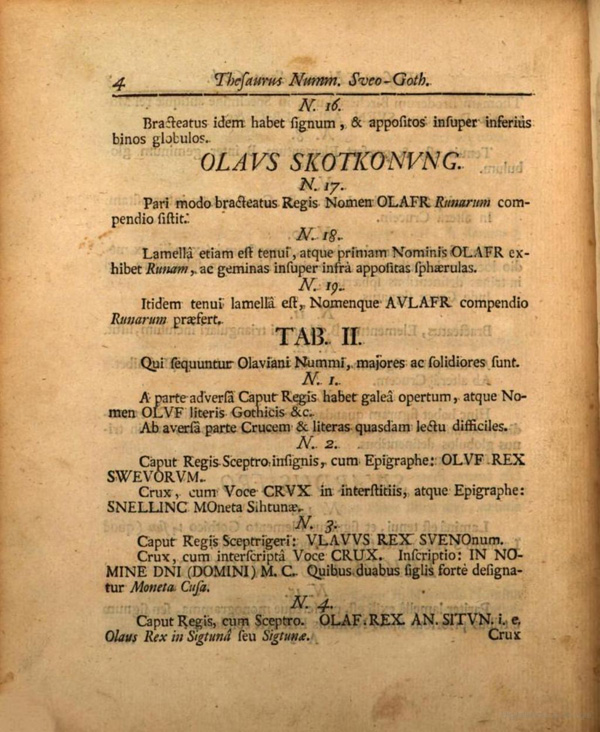 4 Thesaurus Numm. Sveo-Goth.
N. 16.
Bracteatus idem habet signum, & appositos insuper inferius
binos globulos.
OLAVS SKOTKONVNG.
N. 17.
Pari modo bracteatus Regis Nomen OLAFR Runarum com-
pendio sistit.
N. 18.
Lamellâ etiam est tenui, atque primam Nominis OLAFR ex-
hibet Runam, ac geminas insuper infrà appositas sphærulas.
N. 19.
Itidem tenui lamellâ est, Nomenque AVLAFR compendio
Runarum præfert.
TAB. II.
Qui sequuntur Olaviani Nummi, majores ac solidiores sunt.
N. 1.
A parte adversâ Caput Regis habet galeâ opertum, atque No-
men OLVF literis Gothicis &c.
Ab aversâ parte Crucem & literas quasdam lectu difficiles.
N. 2.
Caput Regis Sceptro insignis, cum Epigraphe: OLVF REX
SWEVORVM.
Crux, cum Voce CRVX in interstitiis, atque Epigraphe:
SNELLINC MOneta Sihtunæ.
N. 3.
Caput Regis Sceptrigeri: VLAVVS REX SVENOnum.
Crux, cum interscriptâ Voce CRUX. Inscriptio: IN NO-
MINE DNI (DOMINI) M. C. Quibus duabus siglis forte designa-
tur Moneta Cusa.
N. 4.
Caput Regis, cum Sceptro. OLAF. REX. AN. SITVN. i. e.
Olaus Rex in Sigtunâ seu Sigtunæ.
Crux